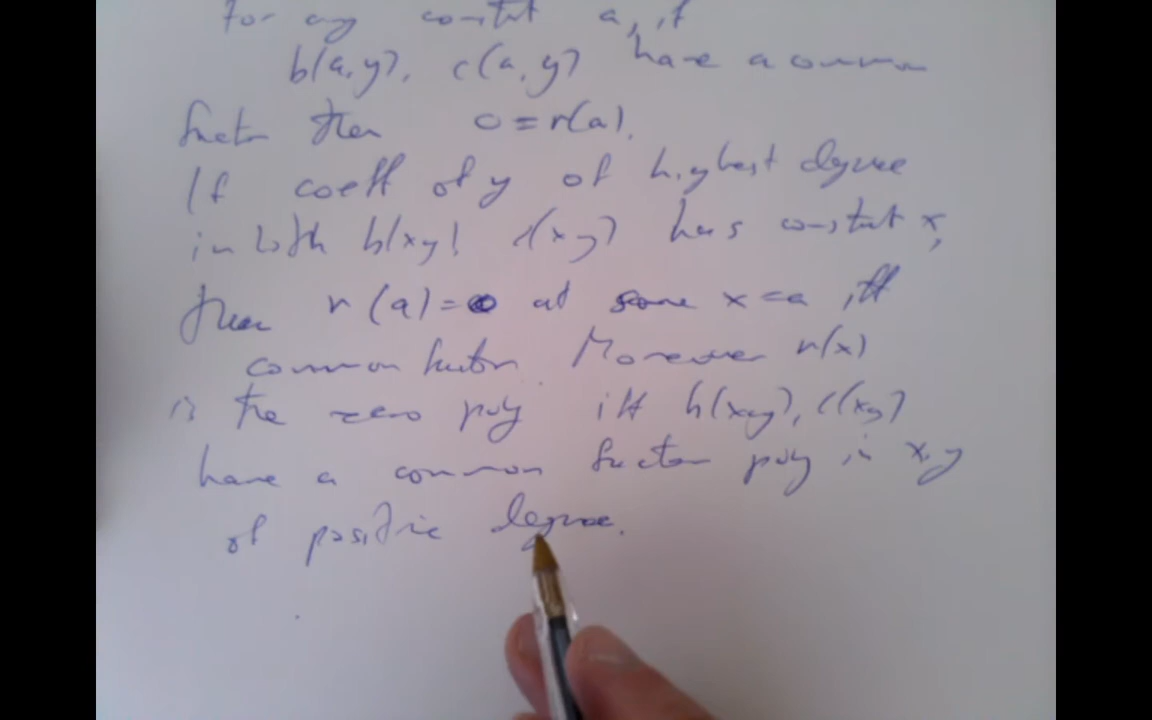 For any constat a, if
b(a,y), c(a,y) have a common
factor then 0=r(a).
If coeff of y of highest degree
in both b(x,y), c(x,y) has constat x,
then r(a)=0 at some x=a iff
common factor. Moreover r(x)
is the zero poly iff b(x,y), c(x,y)
have a common factor poly in x,y
of positive degree.